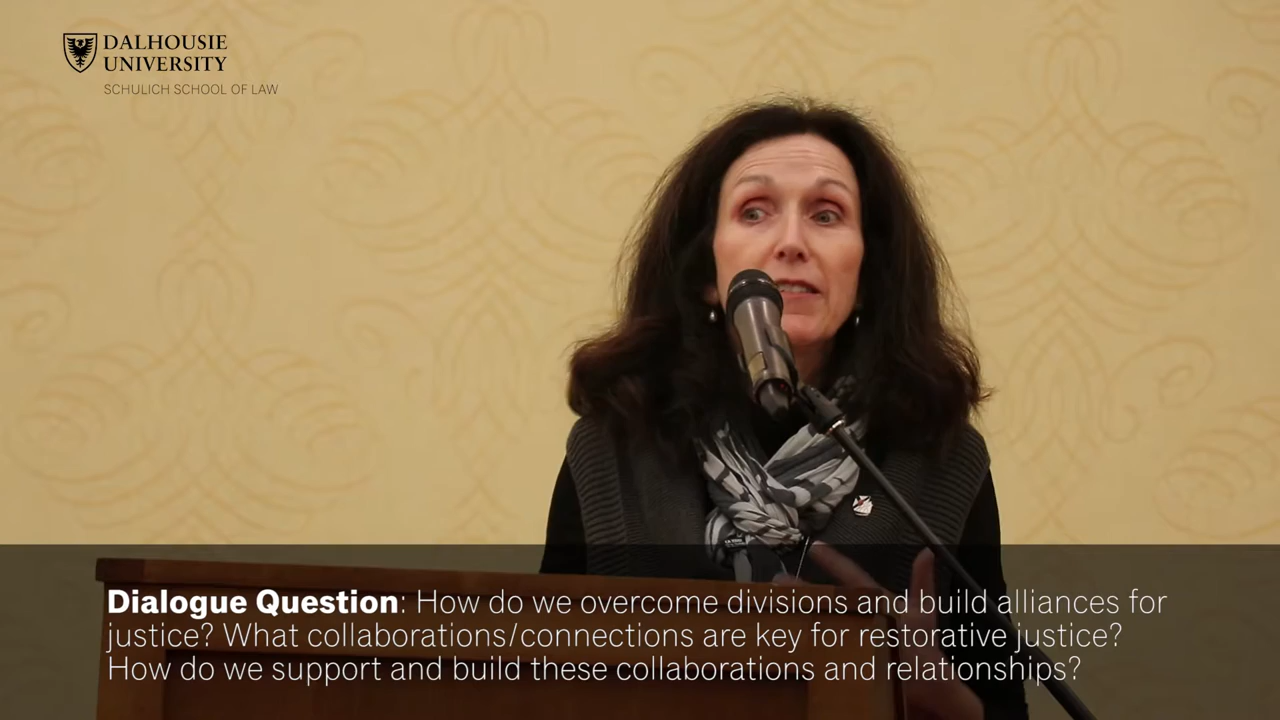 DALHOUSIE
UNIVERSITY
SCHULICH SCHOOL OF LAW
Dialogue Question: How do we overcome divisions and build alliances for
justice? What collaborations/connections are key for restorative justice?
How do we support and build these collaborations and relationships?